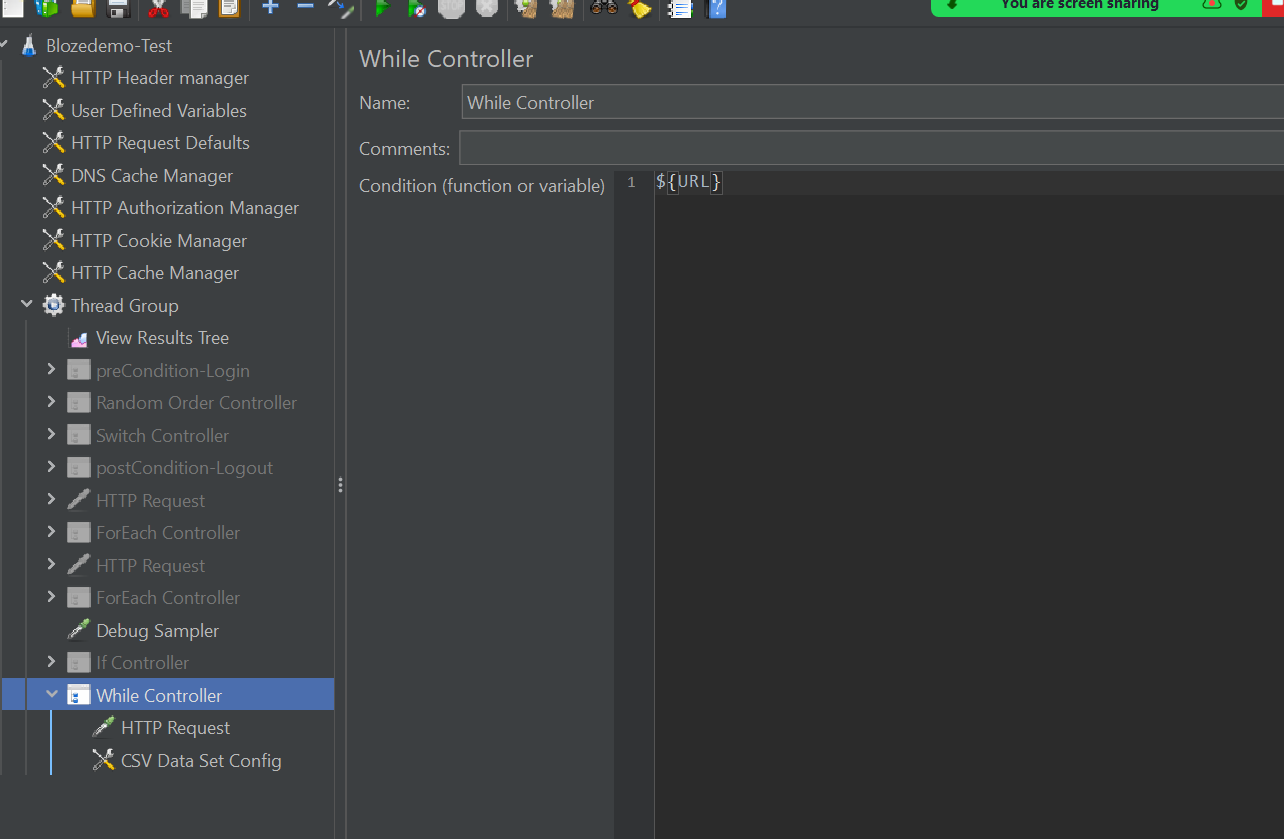 You are screen sharing
Blozedemo-Test
HTTP Header manager
User Defined Variables
HTTP Request Defaults
DNS Cache Manager
HTTP Authorization Manager
HTTP Cookie Manager
HTTP Cache Manager
Thread Group
View Results Tree
preCondition-Login
Random Order Controller
Switch Controller
postCondition-Logout
HTTP Request
ForEach Controller
HTTP Request
ForEach Controller
Debug Sampler
If Controller
While Controller
HTTP Request
CSV Data Set Config
While Controller
Name: While Controller
Comments:
Condition (function or variable) 1 ${URL}